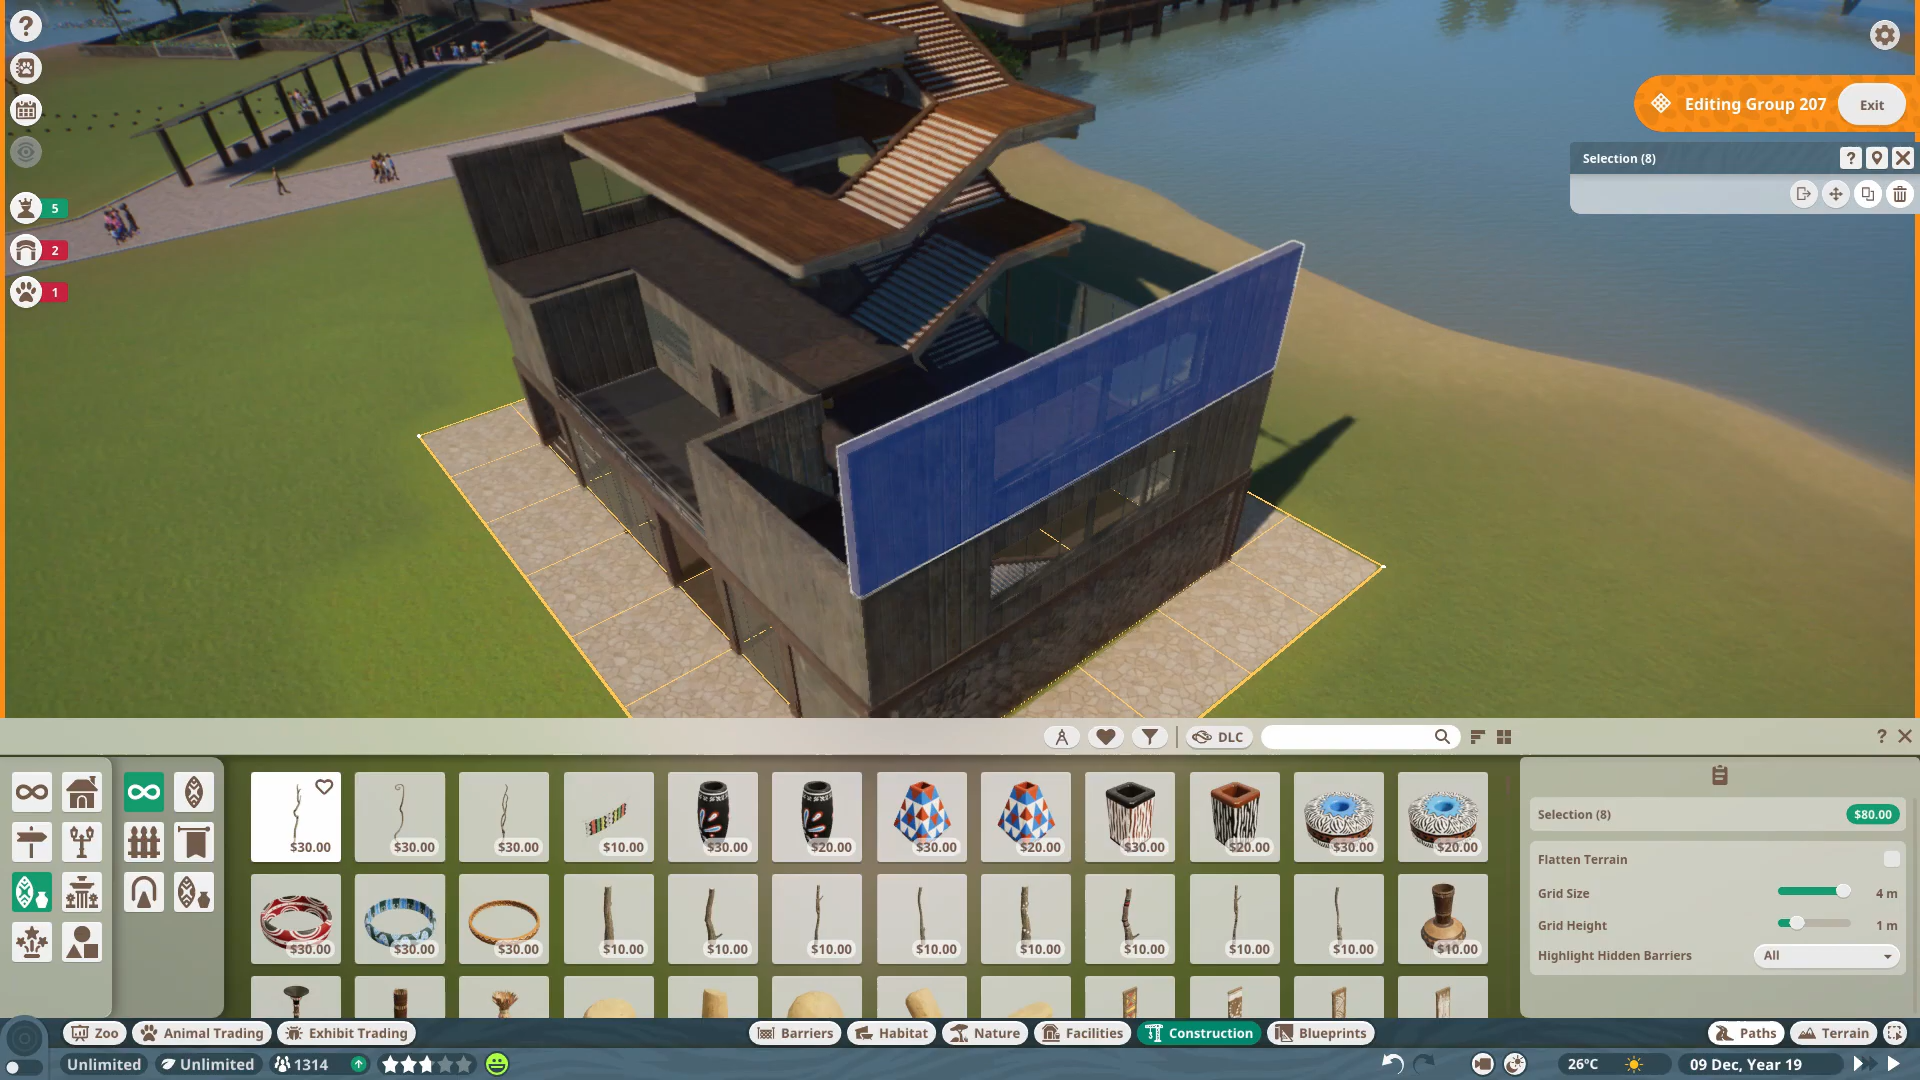 Editing Group 207
Exit
Selection (8)
?
?
5
2
1
DLC
?
$30.00
$30.00
$30.00
$10.00
$30.00
$20.00
$30.00
$20.00
$30.00
$20.00
$30.00
$20.00
$30.00
$30.00
$30.00
$10.00
$10.00
$10.00
$10.00
$10.00
$10.00
$10.00
$10.00
$10.00
Selection (8)
$80.00
Flatten Terrain
Grid Size
4 m
Grid Height
1 m
Highlight Hidden Barriers
All
Zoo
Animal Trading
Exhibit Trading
Barriers
Habitat
Nature
Facilities
Construction
Blueprints
Paths
Terrain
Unlimited
Unlimited
1314
26°C
09 Dec, Year 19